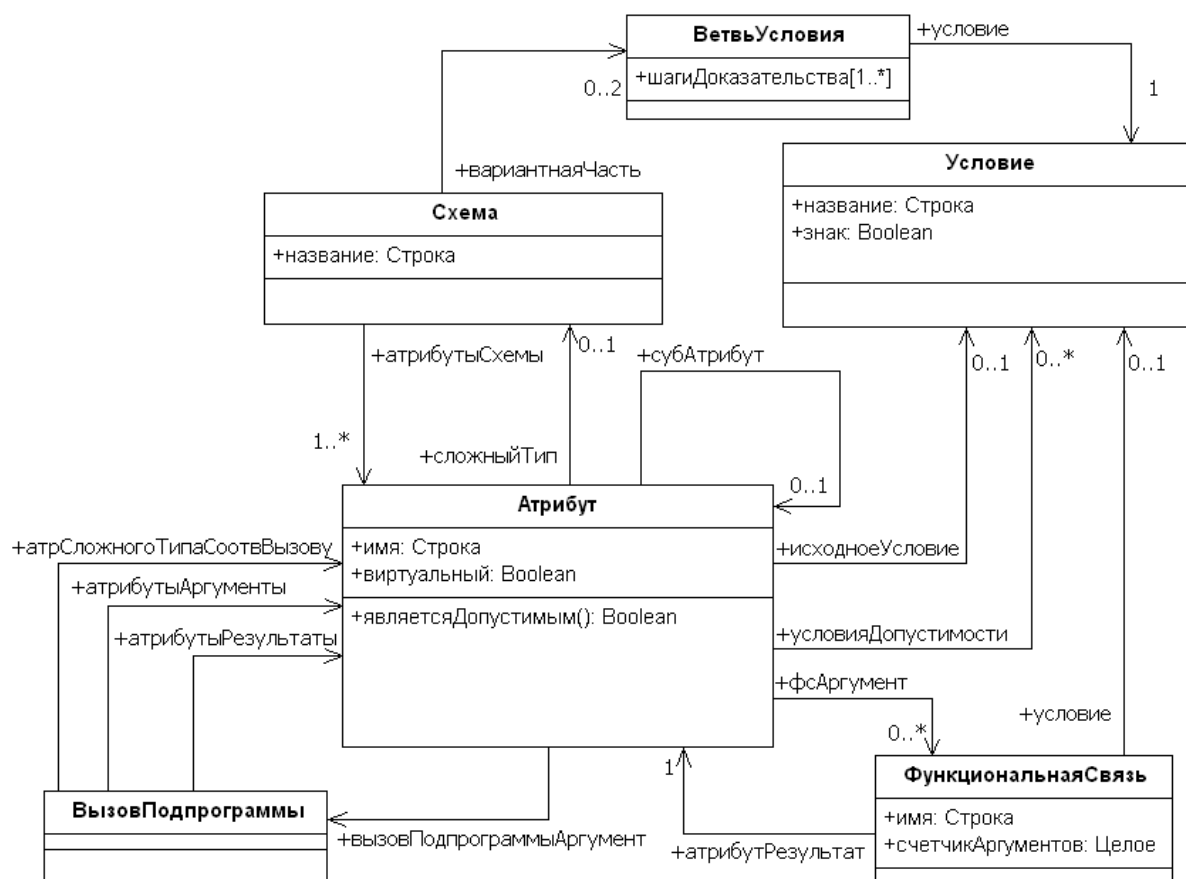 ВетвьУсловия
+условие
+шагиДоказательства[1..*]
0..2
1
+вариантнаяЧасть
Условие
+название: Строка
+знак: Boolean
Схема
+название: Строка
+атрибутыСхемы
0..1
+субАтрибут
0..1
0..*
0..1
1..*
+сложныйТип
0..1
Атрибут
+атрСложногоТипаСоотвВызову
+имя: Строка
+исходноеУсловие
+виртуальный: Boolean
+атрибутыАргументы
+являетсяДопустимым(): Boolean
+атрибутыРезультаты
+условияДопустимости
+фсАргумент
+условие
0..*
1
ФункциональнаяСвязь
ВызовПодпрограммы
+имя: Строка
+вызовПодпрограммыАргумент
+атрибутРезультат
+счетчикАргументов: Целое